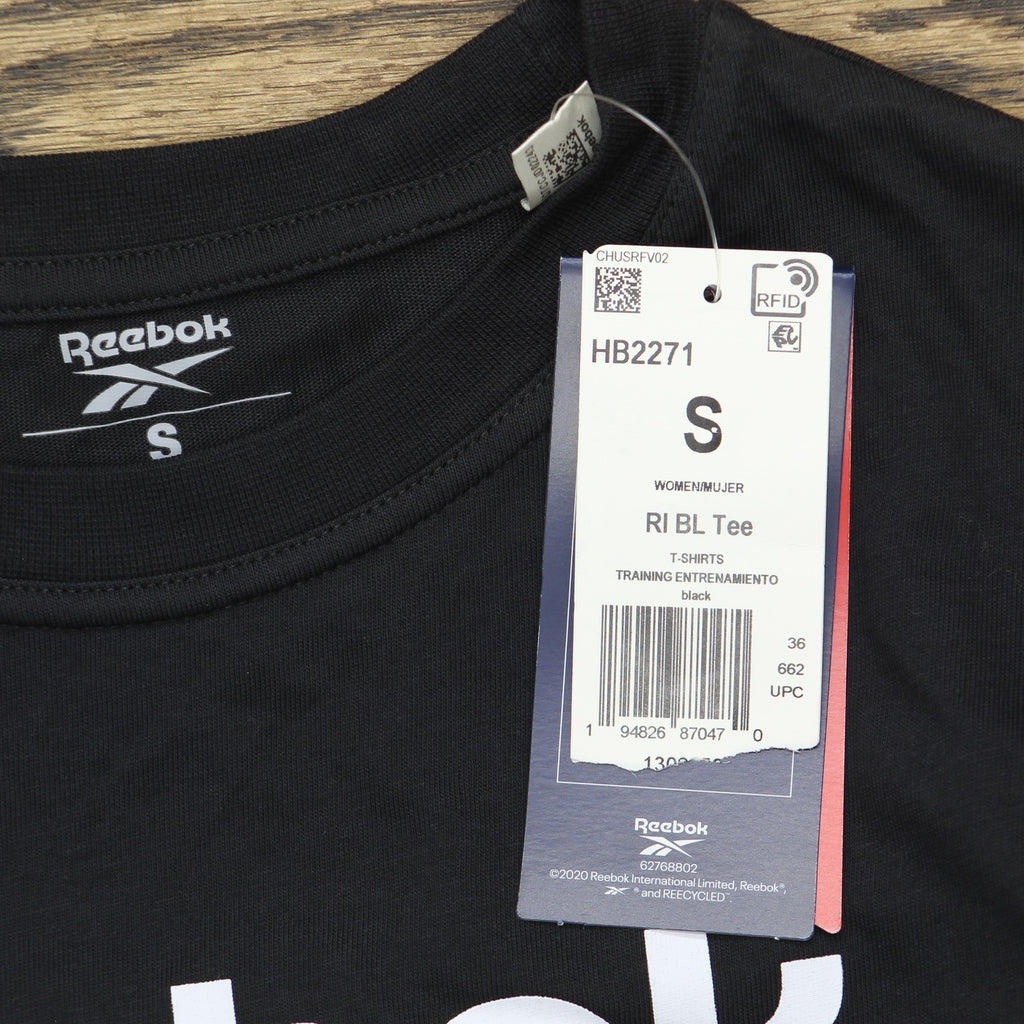 Reebok
CHUSRFV02
RFID
HB2271
Reebok
S
S
WOMEN/MUJER
RI BL Tee
T-SHIRTS
TRAINING ENTRENAMIENTO
black
36
662
UPC
1 94826 87047 0
Reebok
62768802
©2020 Reebok International Limited, Reebok®,
® and REECYCLED™.